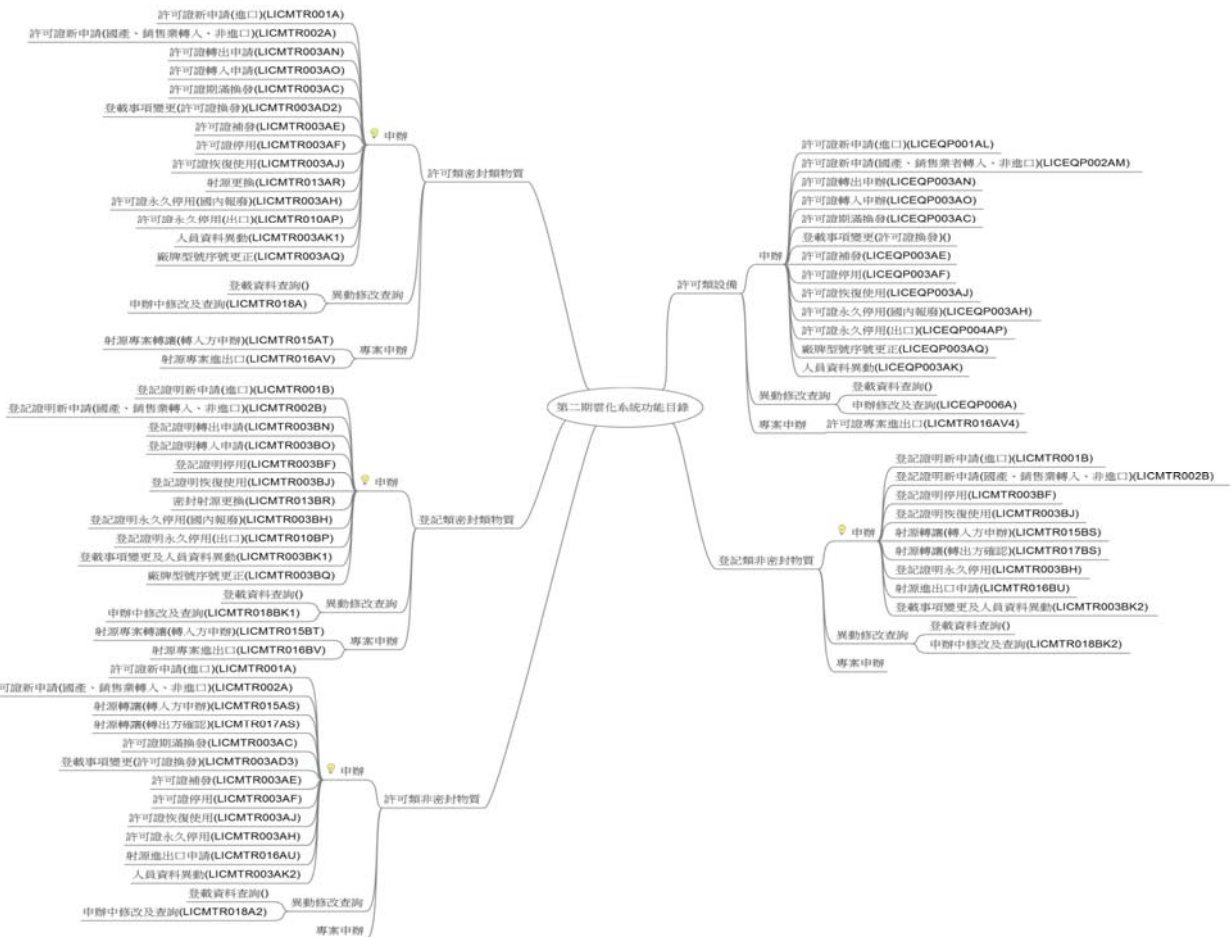 第二期雲化系統功能目錄
許可類密封類物質
申辦
許可證新申請(進口)(LICMTR001A)
許可證新申請(國產、銷售業轉入、非進口)(LICMTR002A)
許可證轉出申請(LICMTR003AN)
許可證轉入申請(LICMTR003AO)
許可證期滿換發(LICMTR003AC)
登載事項變更(許可證換發)(LICMTR003AD2)
許可證補發(LICMTR003AE)
許可證停用(LICMTR003AF)
許可證恢復使用(LICMTR003AJ)
射源更換(LICMTR013AR)
許可證永久停用(國內報廢)(LICMTR003AH)
許可證永久停用(出口)(LICMTR010AP)
人員資料異動(LICMTR003AK1)
廠牌型號序號更正(LICMTR003AQ)
異動修改查詢
登載資料查詢()
申辦中修改及查詢(LICMTR018A)
專案申辦
射源專案轉讓(轉入方申辦)(LICMTR015AT)
射源專案進出口(LICMTR016AV)
登記類密封類物質
申辦
登記證明新申請(進口)(LICMTR001B)
登記證明新申請(國產、銷售業轉入、非進口)(LICMTR002B)
登記證明轉出申請(LICMTR003BN)
登記證明轉入申請(LICMTR003BO)
登記證明停用(LICMTR003BF)
登記證明恢復使用(LICMTR003BJ)
密封射源更換(LICMTR013BR)
登記證明永久停用(國內報廢)(LICMTR003BH)
登記證明永久停用(出口)(LICMTR010BP)
登載事項變更及人員資料異動(LICMTR003BK1)
廠牌型號序號更正(LICMTR003BQ)
異動修改查詢
登載資料查詢()
申辦中修改及查詢(LICMTR018BK1)
專案申辦
射源專案轉讓(轉入方申辦)(LICMTR015BT)
射源專案進出口(LICMTR016BV)
許可類非密封物質
申辦
許可證新申請(進口)(LICMTR001A)
可證新申請(國產、銷售業轉入、非進口)(LICMTR002A)
射源轉讓(轉入方申辦)(LICMTR015AS)
射源轉讓(轉出方確認)(LICMTR017AS)
許可證期滿換發(LICMTR003AC)
登載事項變更(許可證換發)(LICMTR003AD3)
許可證補發(LICMTR003AE)
許可證停用(LICMTR003AF)
許可證恢復使用(LICMTR003AJ)
許可證永久停用(LICMTR003AH)
射源進出口申請(LICMTR016AU)
人員資料異動(LICMTR003AK2)
異動修改查詢
登載資料查詢()
申辦中修改及查詢(LICMTR018A2)
專案申辦
許可類設備
申辦
許可證新申請(進口)(LICEQP001AL)
許可證新申請(國產、銷售業者轉入、非進口)(LICEQP002AM)
許可證轉出申辦(LICEQP003AN)
許可證轉入申辦(LICEQP003AO)
許可證期滿換發(LICEQP003AC)
登載事項變更(許可證換發)()
許可證補發(LICEQP003AE)
許可證停用(LICEQP003AF)
許可證恢復使用(LICEQP003AJ)
許可證永久停用(國內報廢)(LICEQP003AH)
許可證永久停用(出口)(LICEQP004AP)
廠牌型號序號更正(LICEQP003AQ)
人員資料異動(LICEQP003AK)
異動修改查詢
登載資料查詢()
申辦修改及查詢(LICEQP006A)
專案申辦
許可證專案進出口(LICMTR016AV4)
登記類非密封物質
申辦
登記證明新申請(進口)(LICMTR001B)
登記證明新申請(國產、銷售業轉入、非進口)(LICMTR002B)
登記證明停用(LICMTR003BF)
登記證明恢復使用(LICMTR003BJ)
射源轉讓(轉入方申辦)(LICMTR015BS)
射源轉讓(轉出方確認)(LICMTR017BS)
登記證明永久停用(LICMTR003BH)
射源進出口申請(LICMTR016BU)
登載事項變更及人員資料異動(LICMTR003BK2)
異動修改查詢
登載資料查詢()
申辦中修改及查詢(LICMTR018BK2)
專案申辦